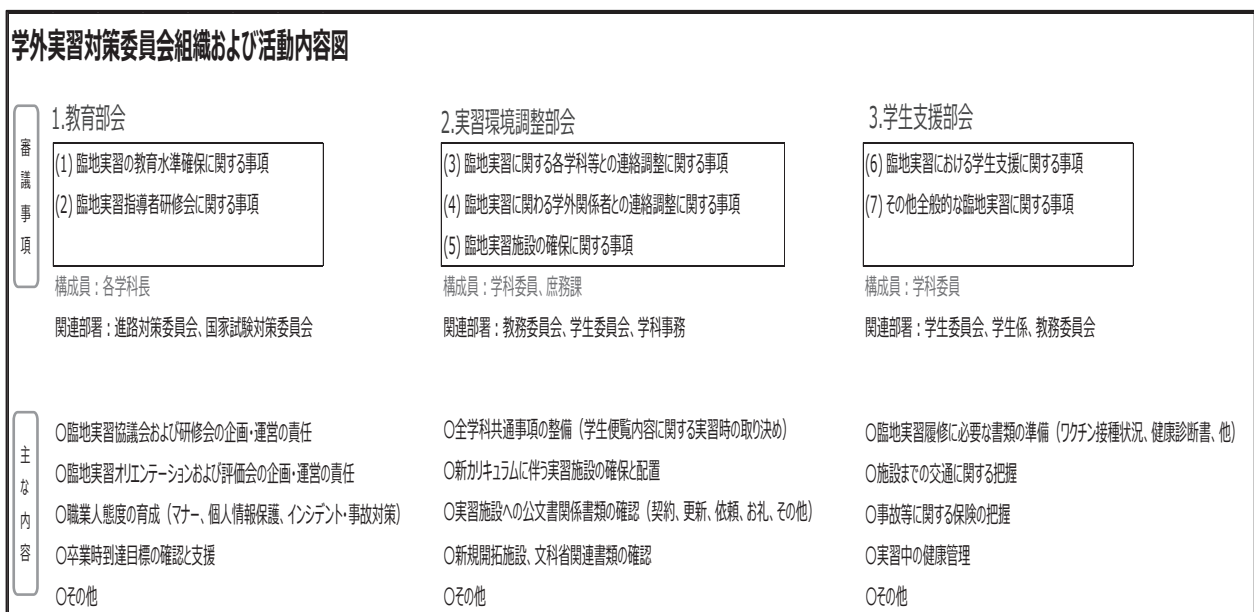 学外実習対策委員会組織および活動内容図
審議事項
1.教育部会
(1) 臨地実習の教育水準確保に関する事項
(2) 臨地実習指導者研修会に関する事項
構成員：各学科長
関連部署：進路対策委員会、国家試験対策委員会
2.実習環境調整部会
(3) 臨地実習に関する各学科等との連絡調整に関する事項
(4) 臨地実習に関わる学外関係者との連絡調整に関する事項
(5) 臨地実習施設の確保に関する事項
構成員：学科委員、庶務課
関連部署：教務委員会、学生委員会、学科事務
3.学生支援部会
(6) 臨地実習における学生支援に関する事項
(7) その他全般的な臨地実習に関する事項
構成員：学科委員
関連部署：学生委員会、学生係、教務委員会
主な内容
○臨地実習協議会および研修会の企画・運営の責任
○臨地実習オリエンテーションおよび評価会の企画・運営の責任
○職業人態度の育成（マナー、個人情報保護、インシデント・事故対策）
○卒業時到達目標の確認と支援
○その他
○全学科共通事項の整備（学生便覧内容に関する実習時の取り決め）
○新カリキュラムに伴う実習施設の確保と配置
○実習施設への公文書関係書類の確認（契約、更新、依頼、お礼、その他）
○新規開拓施設、文科省関連書類の確認
○その他
○臨地実習履修に必要な書類の準備（ワクチン接種状況、健康診断書、他）
○施設までの交通に関する把握
○事故等に関する保険の把握
○実習中の健康管理
○その他